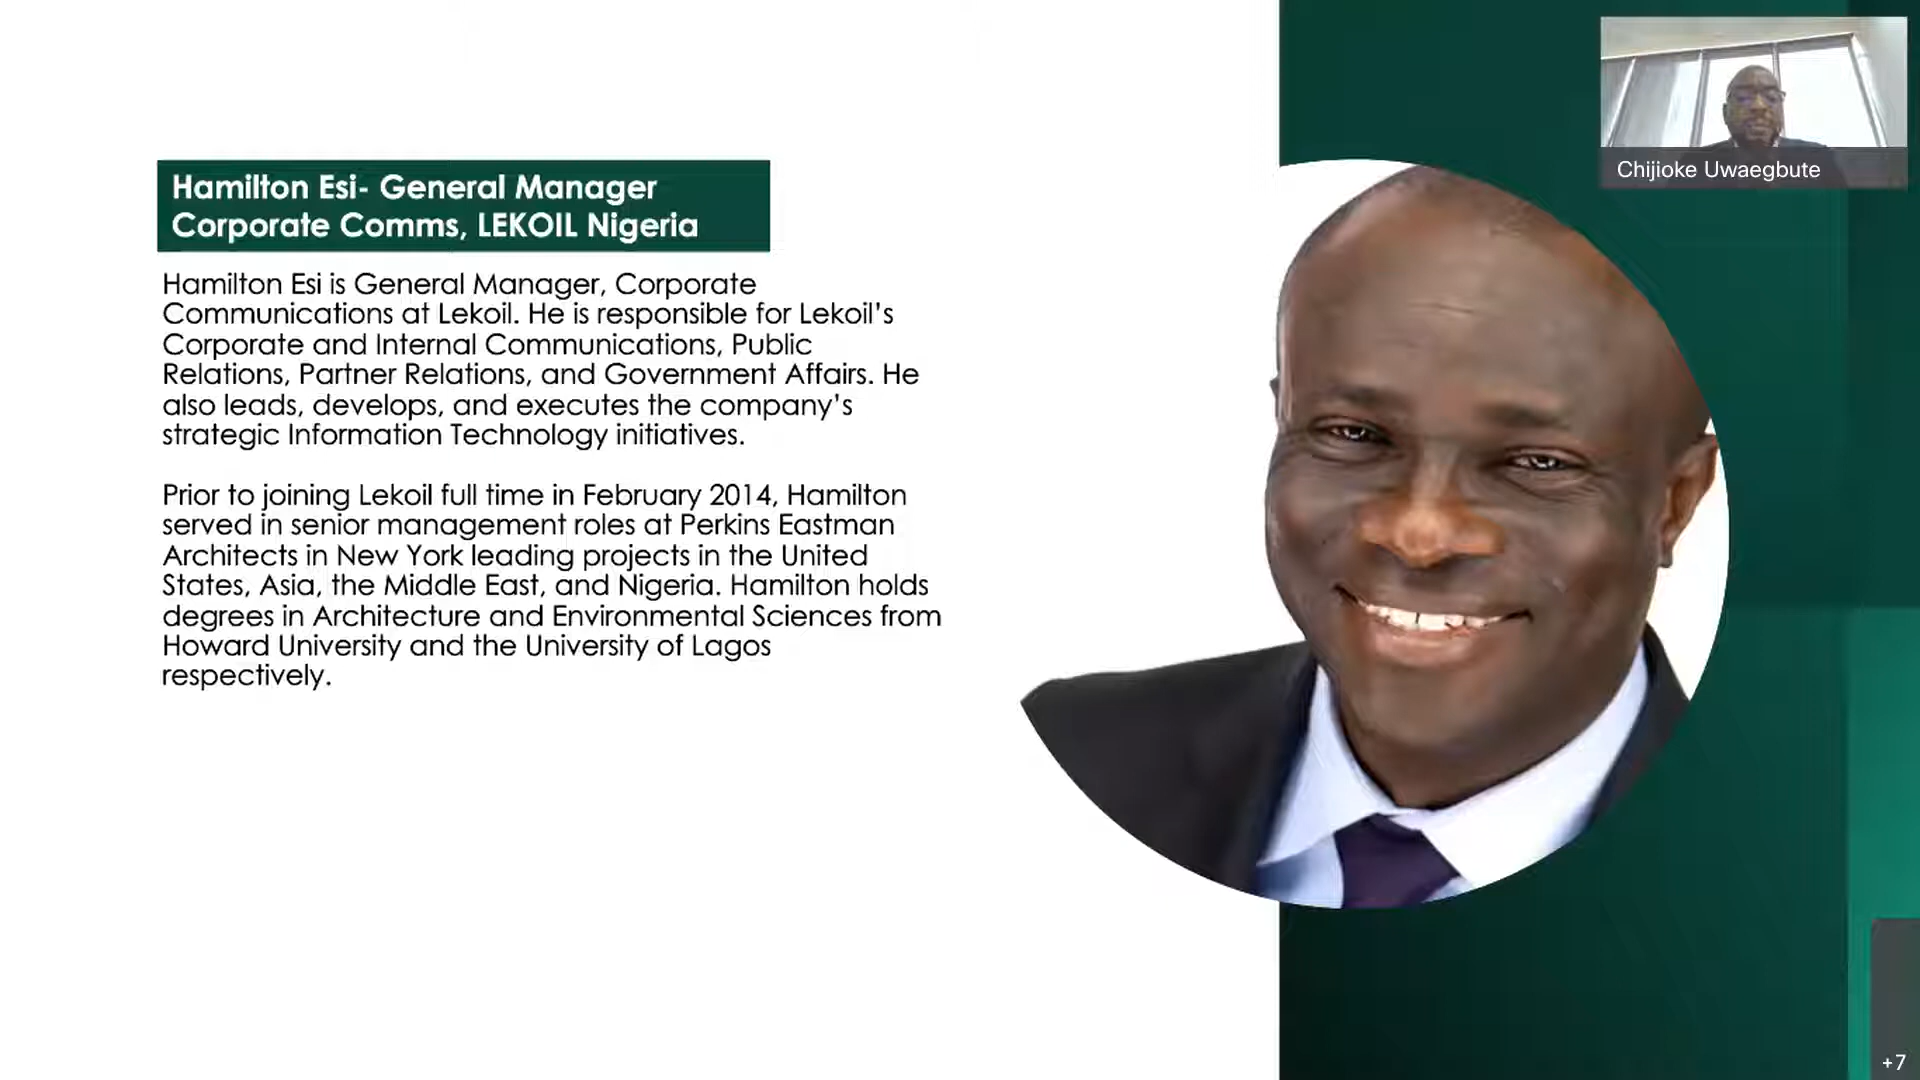 Hamilton Esi- General Manager
Corporate Comms, LEKOIL Nigeria
Hamilton Esi is General Manager, Corporate
Communications at Lekoil. He is responsible for Lekoil's
Corporate and Internal Communications, Public
Relations, Partner Relations, and Government Affairs. He
also leads, develops, and executes the company's
strategic Information Technology initiatives.
Prior to joining Lekoil full time in February 2014, Hamilton
served in senior management roles at Perkins Eastman
Architects in New York leading projects in the United
States, Asia, the Middle East, and Nigeria. Hamilton holds
degrees in Architecture and Environmental Sciences from
Howard University and the University of Lagos
respectively.
Chijioke Uwaegbute
+7